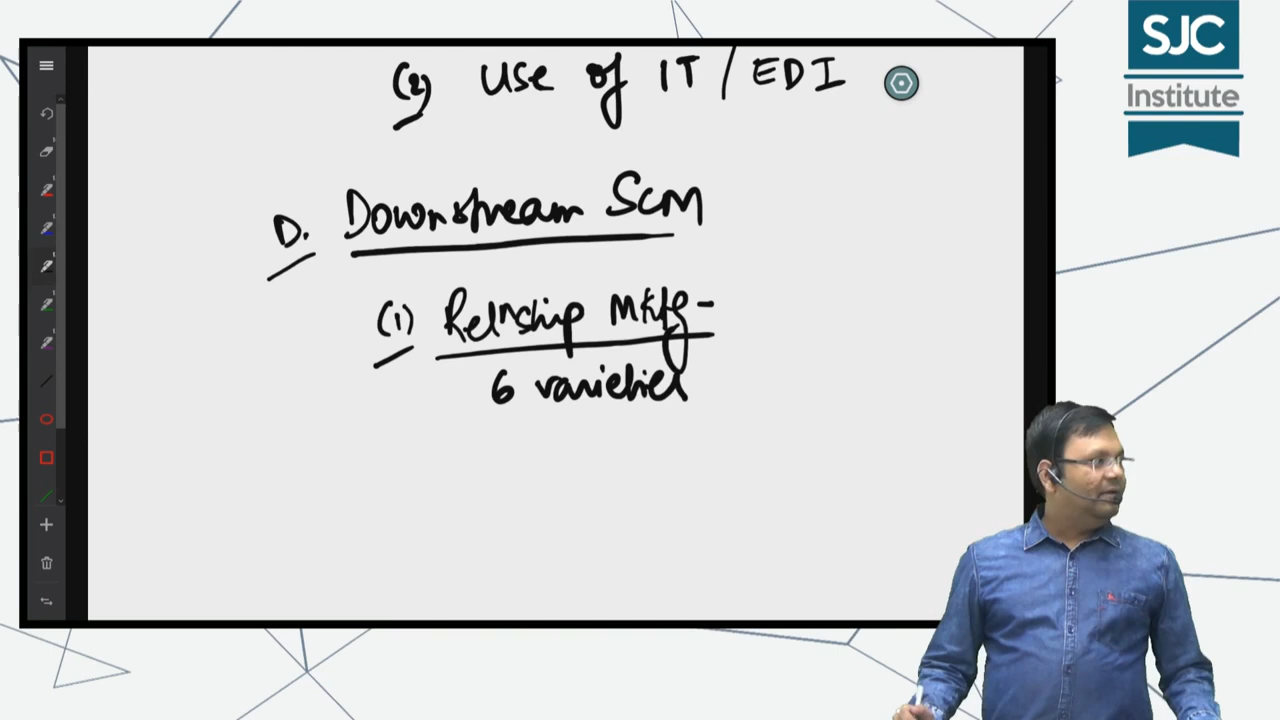 SJC
Institute
(2) Use of IT / EDI
D. Downstream SCM
(1) Relnship Mktg -
6 varieties